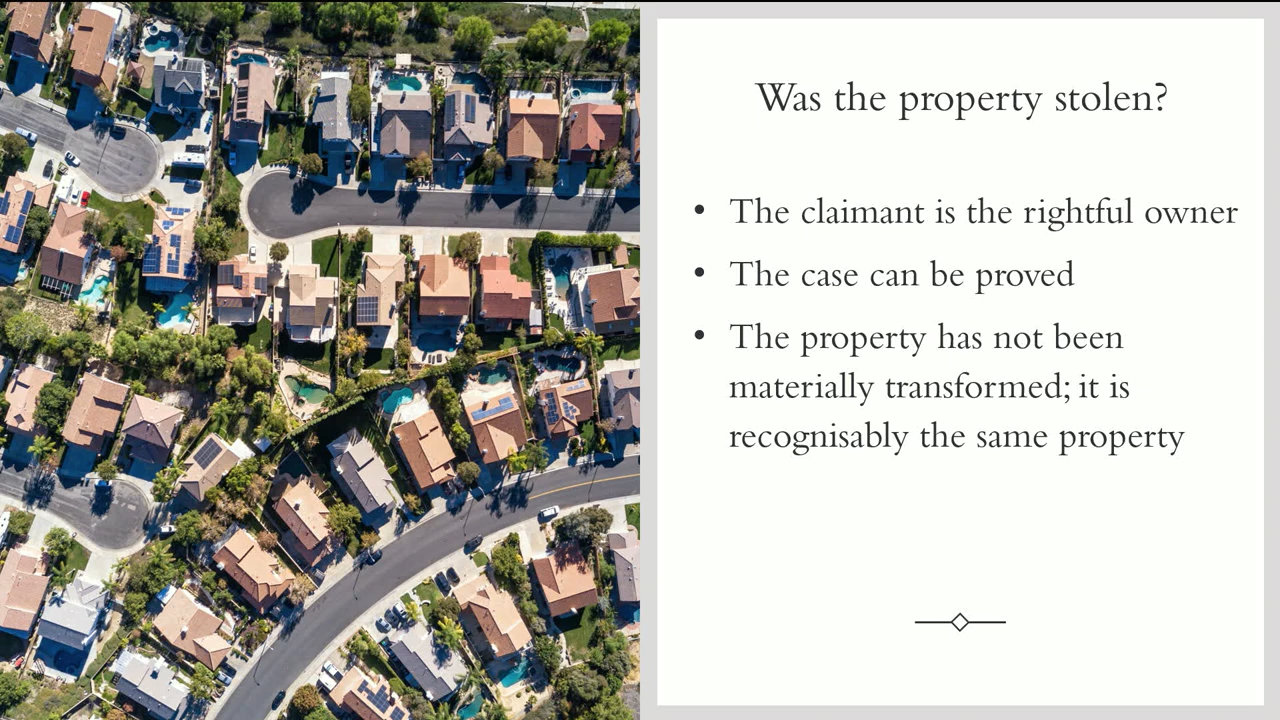 Was the property stolen?
• The claimant is the rightful owner
• The case can be proved
• The property has not been
materially transformed; it is
recognisably the same property